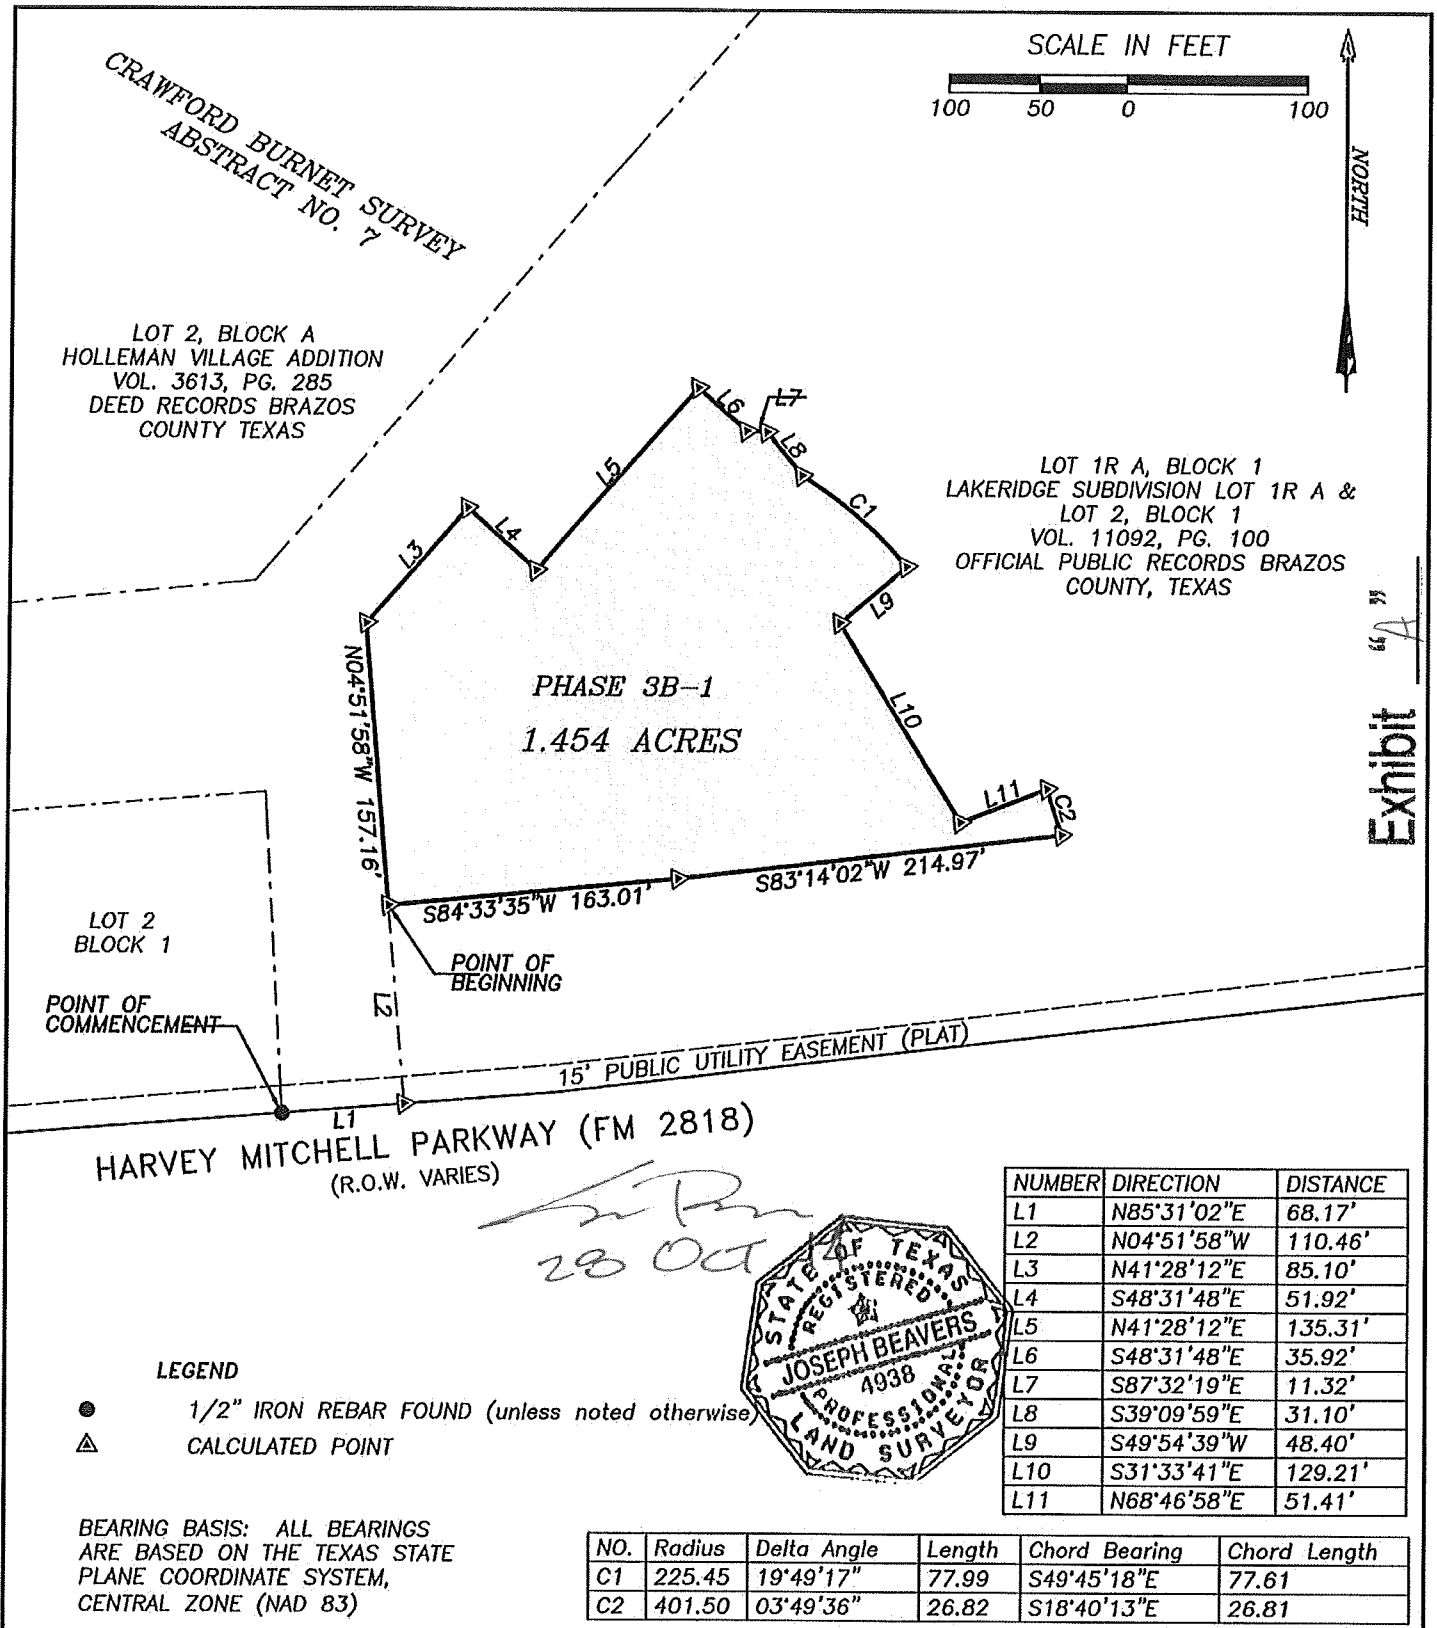 SCALE IN FEET
100 50 0 100
NORTH
CRAWFORD BURNET SURVEY
ABSTRACT NO. 7
LOT 2, BLOCK A
HOLLEMAN VILLAGE ADDITION
VOL. 3613, PG. 285
DEED RECORDS BRAZOS
COUNTY TEXAS
L6
L7
L8
L5
C1
L4
L3
L9
LOT 1R A, BLOCK 1
LAKERIDGE SUBDIVISION LOT 1R A &
LOT 2, BLOCK 1
VOL. 11092, PG. 100
OFFICIAL PUBLIC RECORDS BRAZOS
COUNTY, TEXAS
Exhibit "A"
PHASE 3B-1
1.454 ACRES
N04°51'58"W 157.16'
L10
L11
C2
S84°33'35"W 163.01'
S83°14'02"W 214.97'
LOT 2
BLOCK 1
POINT OF
BEGINNING
L2
POINT OF
COMMENCEMENT
15' PUBLIC UTILITY EASEMENT (PLAT)
L1
HARVEY MITCHELL PARKWAY (FM 2818)
(R.O.W. VARIES)
28 OCT 14
STATE OF TEXAS
REGISTERED
JOSEPH BEAVERS
4938
PROFESSIONAL
LAND SURVEYOR
NUMBER DIRECTION DISTANCE
L1 N85°31'02"E 68.17'
L2 N04°51'58"W 110.46'
L3 N41°28'12"E 85.10'
L4 S48°31'48"E 51.92'
L5 N41°28'12"E 135.31'
L6 S48°31'48"E 35.92'
L7 S87°32'19"E 11.32'
L8 S39°09'59"E 31.10'
L9 S49°54'39"W 48.40'
L10 S31°33'41"E 129.21'
L11 N68°46'58"E 51.41'
LEGEND
1/2" IRON REBAR FOUND (unless noted otherwise)
CALCULATED POINT
BEARING BASIS: ALL BEARINGS
ARE BASED ON THE TEXAS STATE
PLANE COORDINATE SYSTEM,
CENTRAL ZONE (NAD 83)
NO. Radius Delta Angle Length Chord Bearing Chord Length
C1 225.45 19°49'17" 77.99 S49°45'18"E 77.61
C2 401.50 03°49'36" 26.82 S18°40'13"E 26.81